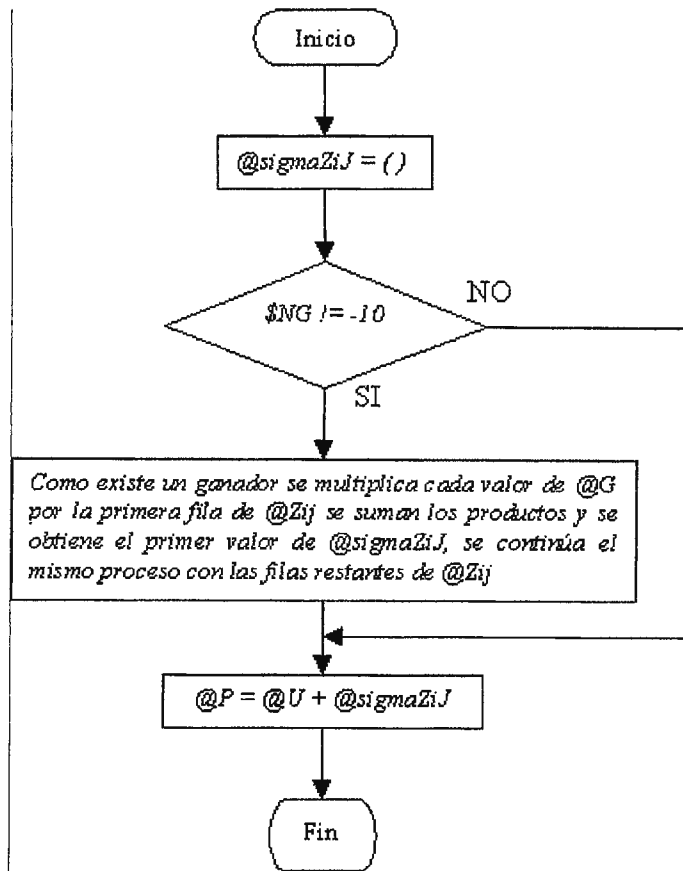 Inicio
@sigmaZiJ = ( )
$NG != -10
NO
SI
Como existe un ganador se multiplica cada valor de @G
por la primera fila de @Zij se suman los productos y se
obtiene el primer valor de @sigmaZiJ, se continúa el
mismo proceso con las filas restantes de @Zij
@P = @U + @sigmaZiJ
Fin